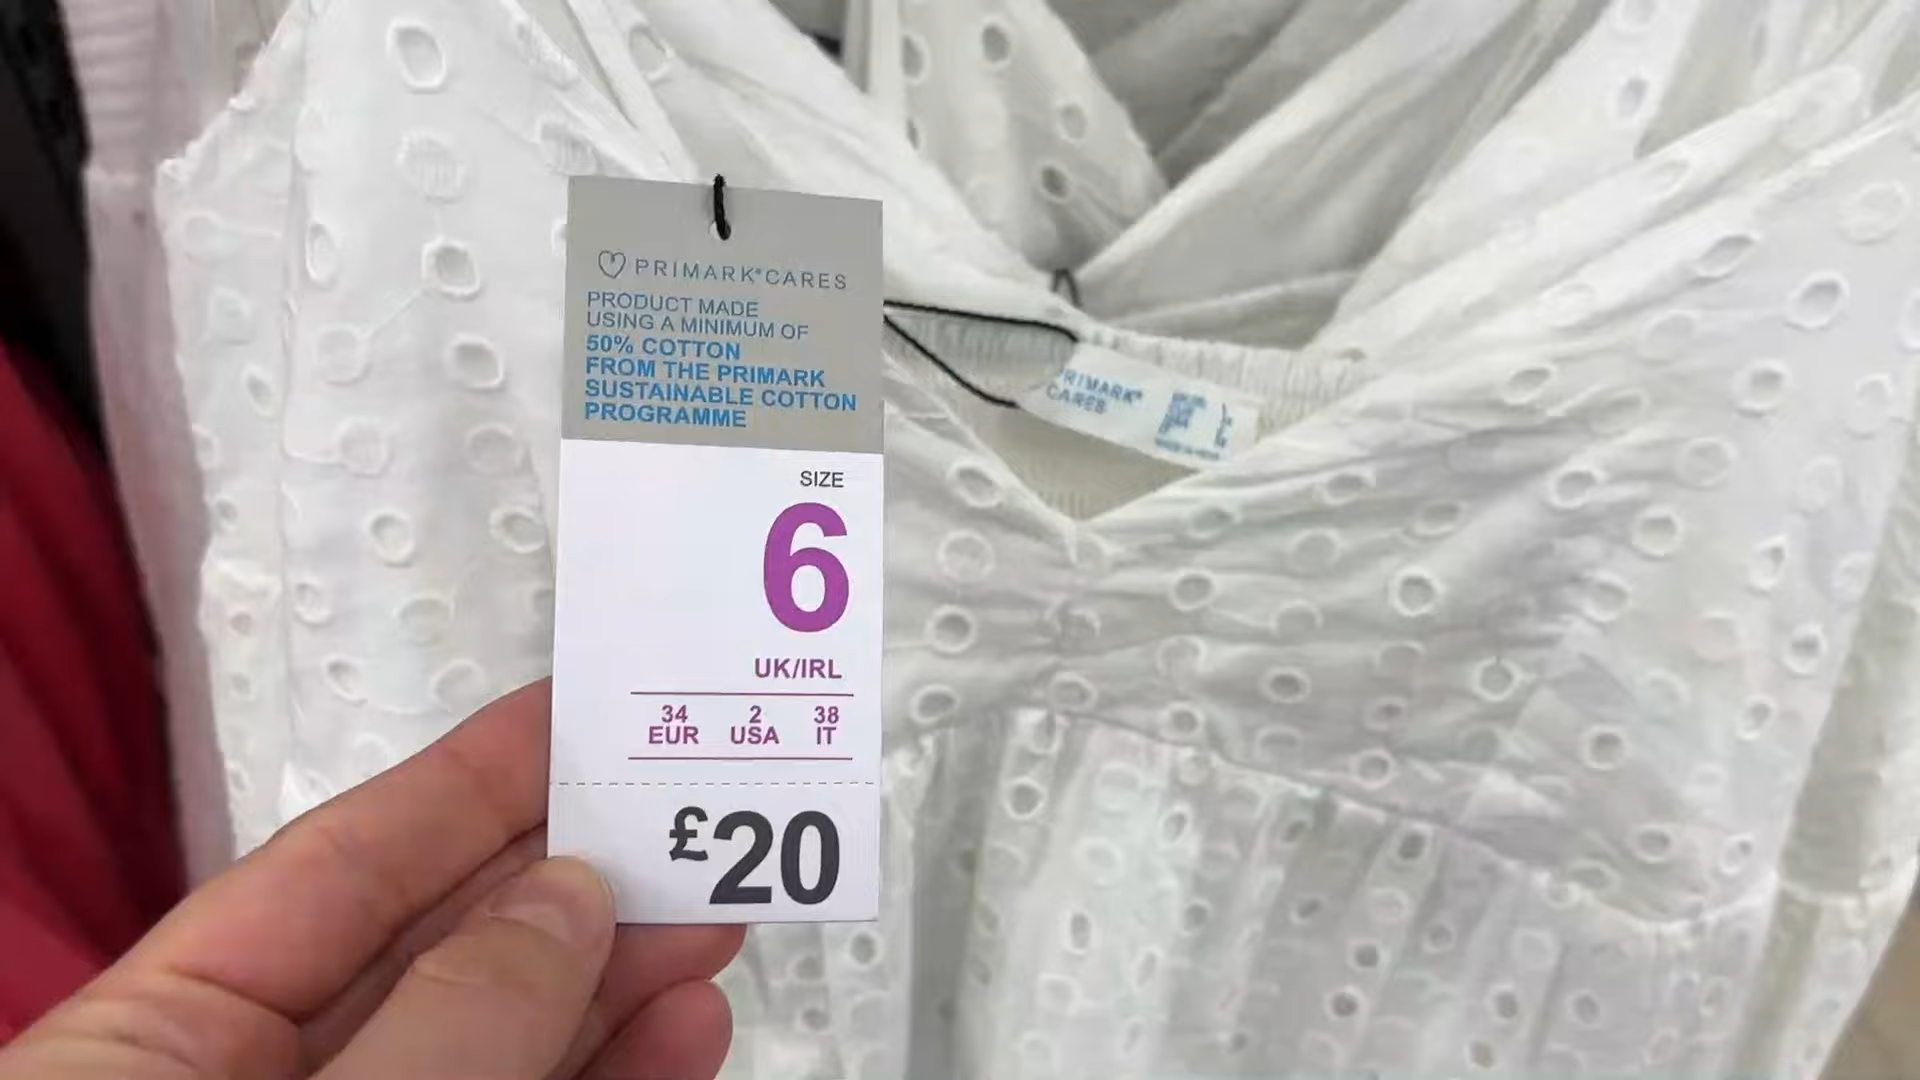 PRIMARK®CARES
PRODUCT MADE
USING A MINIMUM OF
50% COTTON
FROM THE PRIMARK
SUSTAINABLE COTTON
PROGRAMME
SIZE
6
UK/IRL
34 2 38
EUR USA IT
£20
PRIMARK®
CARES